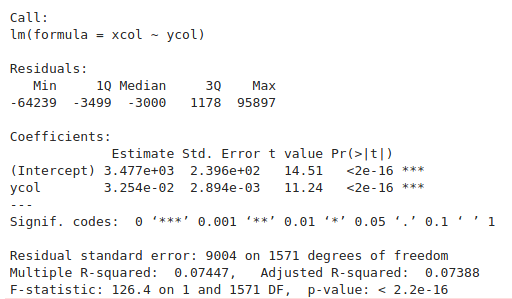 Call:
lm(formula = xcol ~ ycol)
Residuals:
Min 1Q Median 3Q Max
-64239 -3499 -3000 1178 95897
Coefficients:
Estimate Std. Error t value Pr(>|t|)
(Intercept) 3.477e+03 2.396e+02 14.51 <2e-16 ***
ycol 3.254e-02 2.894e-03 11.24 <2e-16 ***
---
Signif. codes: 0 ‘***’ 0.001 ‘**’ 0.01 ‘*’ 0.05 ‘.’ 0.1 ‘ ’ 1
Residual standard error: 9004 on 1571 degrees of freedom
Multiple R-squared: 0.07447, Adjusted R-squared: 0.07388
F-statistic: 126.4 on 1 and 1571 DF, p-value: < 2.2e-16